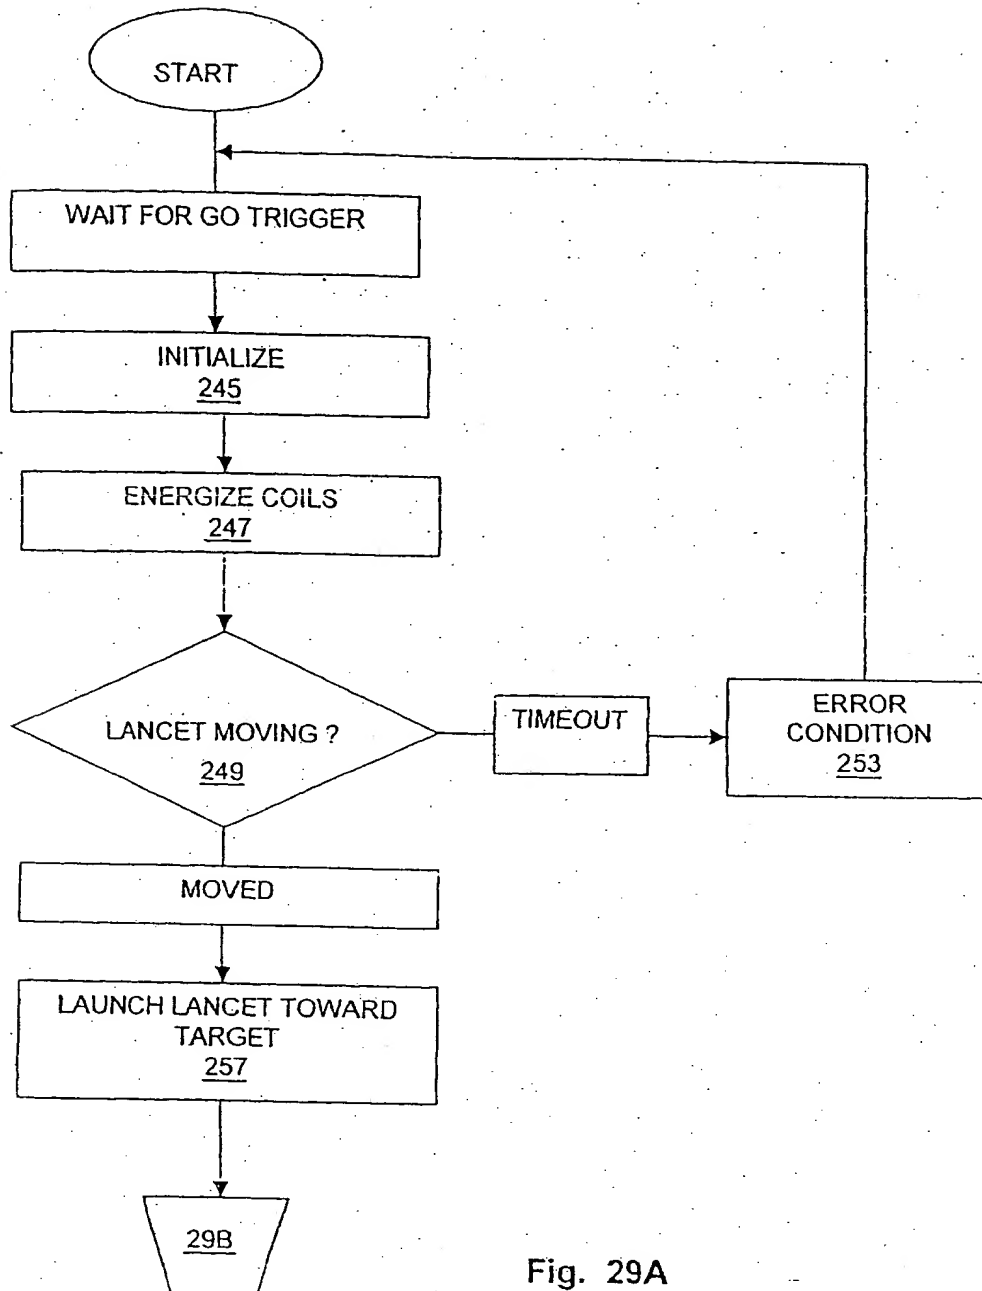 START
WAIT FOR GO TRIGGER
INITIALIZE
245
ENERGIZE COILS
247
LANCET MOVING ?
249
TIMEOUT
ERROR
CONDITION
253
MOVED
LAUNCH LANCET TOWARD
TARGET
257
29B
Fig. 29A